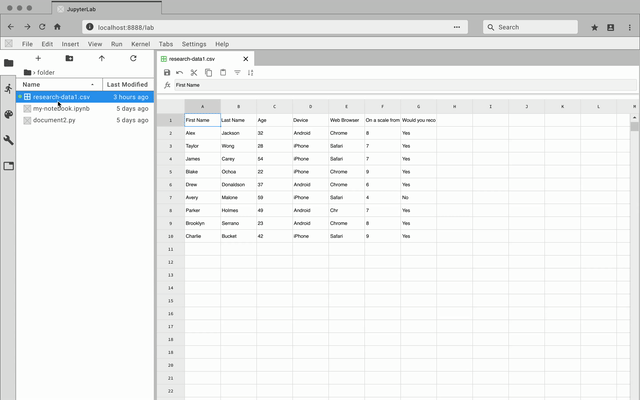 JupyterLab
localhost:8888/lab
Search
File Edit Insert View Run Kernel Tabs Settings Help
+
› folder
Name Last Modified
research-data1.csv 3 hours ago
my-notebook.ipynb 5 days ago
document2.py 5 days ago
research-data1.csv
fx First Name
A B C D E F G H I J K L M
1 First Name Last Name Age Device Web Browser On a scale from Would you reco
2 Alex Jackson 32 Android Chrome 8 Yes
3 Taylor Wong 28 iPhone Safari 7 Yes
4 James Carey 54 iPhone Safari 7 Yes
5 Blake Ochoa 22 iPhone Chrome 9 Yes
6 Drew Donaldson 37 Android Chrome 6 Yes
7 Avery Malone 59 iPhone Safari 4 No
8 Parker Holmes 49 Android Chr 7 Yes
9 Brooklyn Serrano 23 Android Chrome 8 Yes
10 Charlie Bucket 42 iPhone Safari 9 Yes
11
12
13
14
15
16
17
18
19
20
21
22